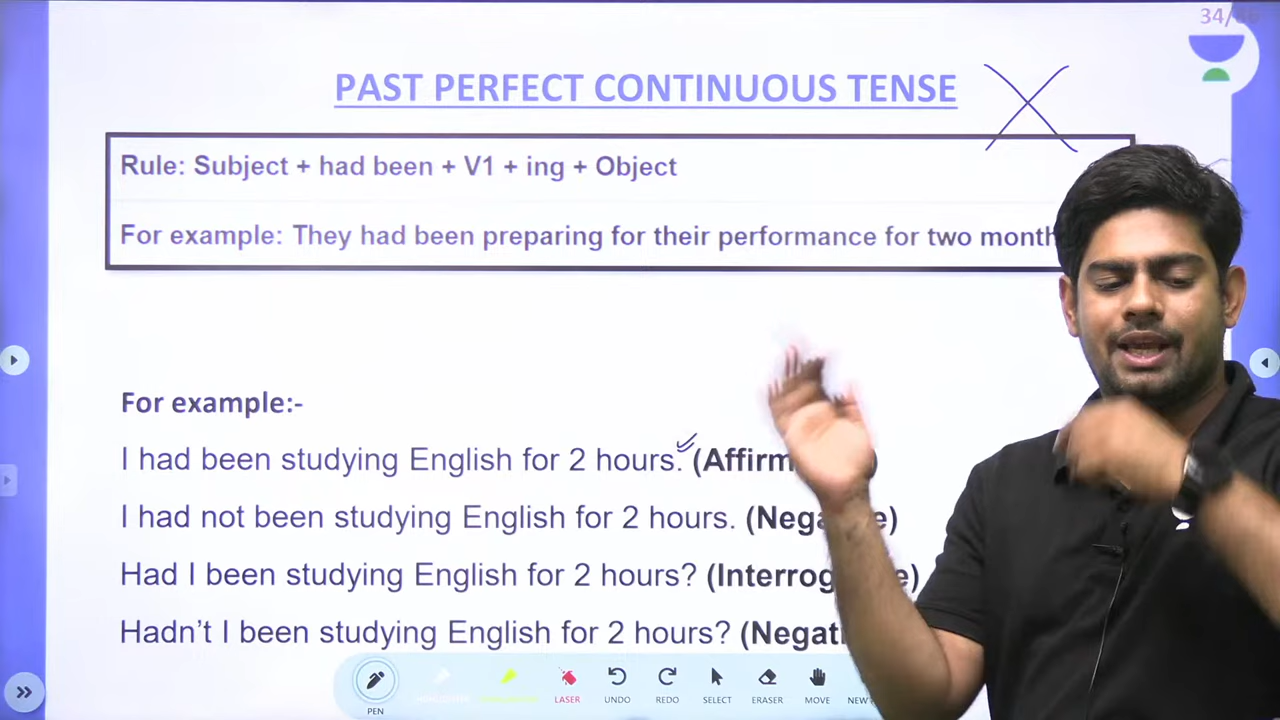 34/
PAST PERFECT CONTINUOUS TENSE
Rule: Subject + had been + V1 + ing + Object
For example: They had been preparing for their performance for two month
For example:-
I had been studying English for 2 hours. (Affirm
I had not been studying English for 2 hours. (Nega e)
Had I been studying English for 2 hours? (Interrog e)
Hadn't I been studying English for 2 hours? (Negat
PEN LASER UNDO REDO SELECT ERASER MOVE NEW